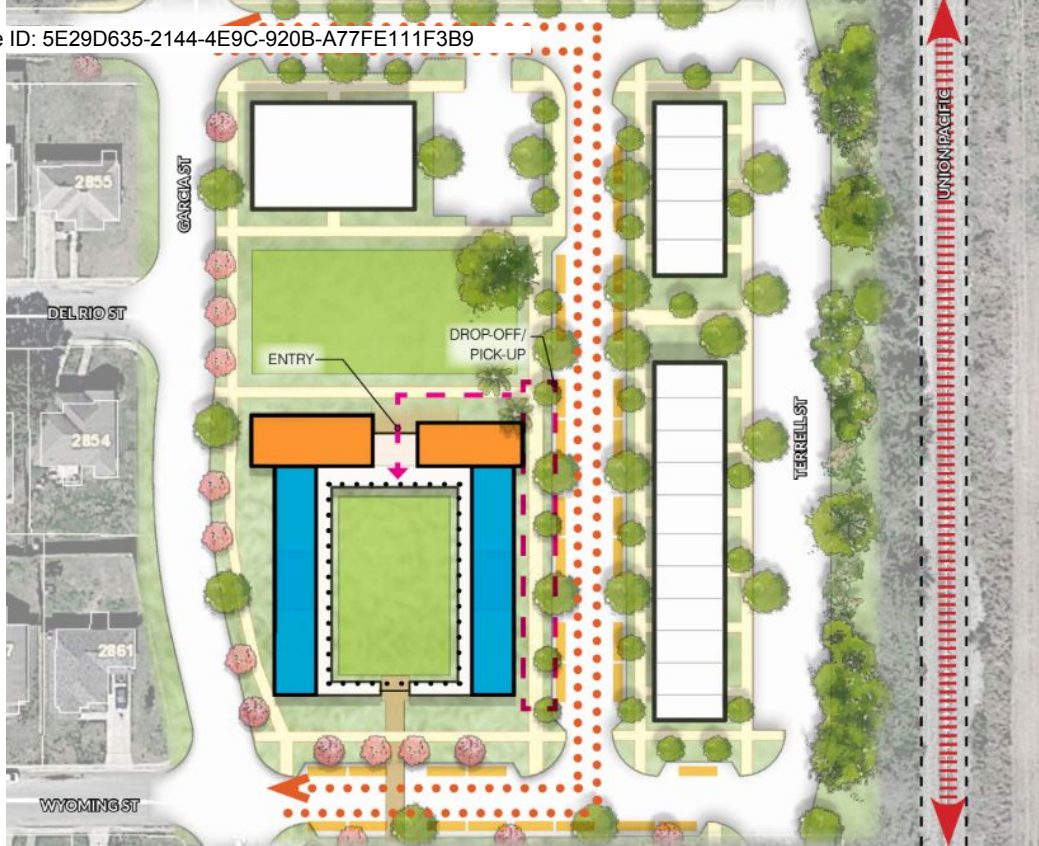 e ID: 5E29D635-2144-4E9C-920B-A77FE111F3B9
UNION PACIFIC
2855
GARCIA ST
DEL RIO ST
DROP-OFF/
PICK-UP
ENTRY
2854
TERRELL ST
2861
7
WYOMING ST